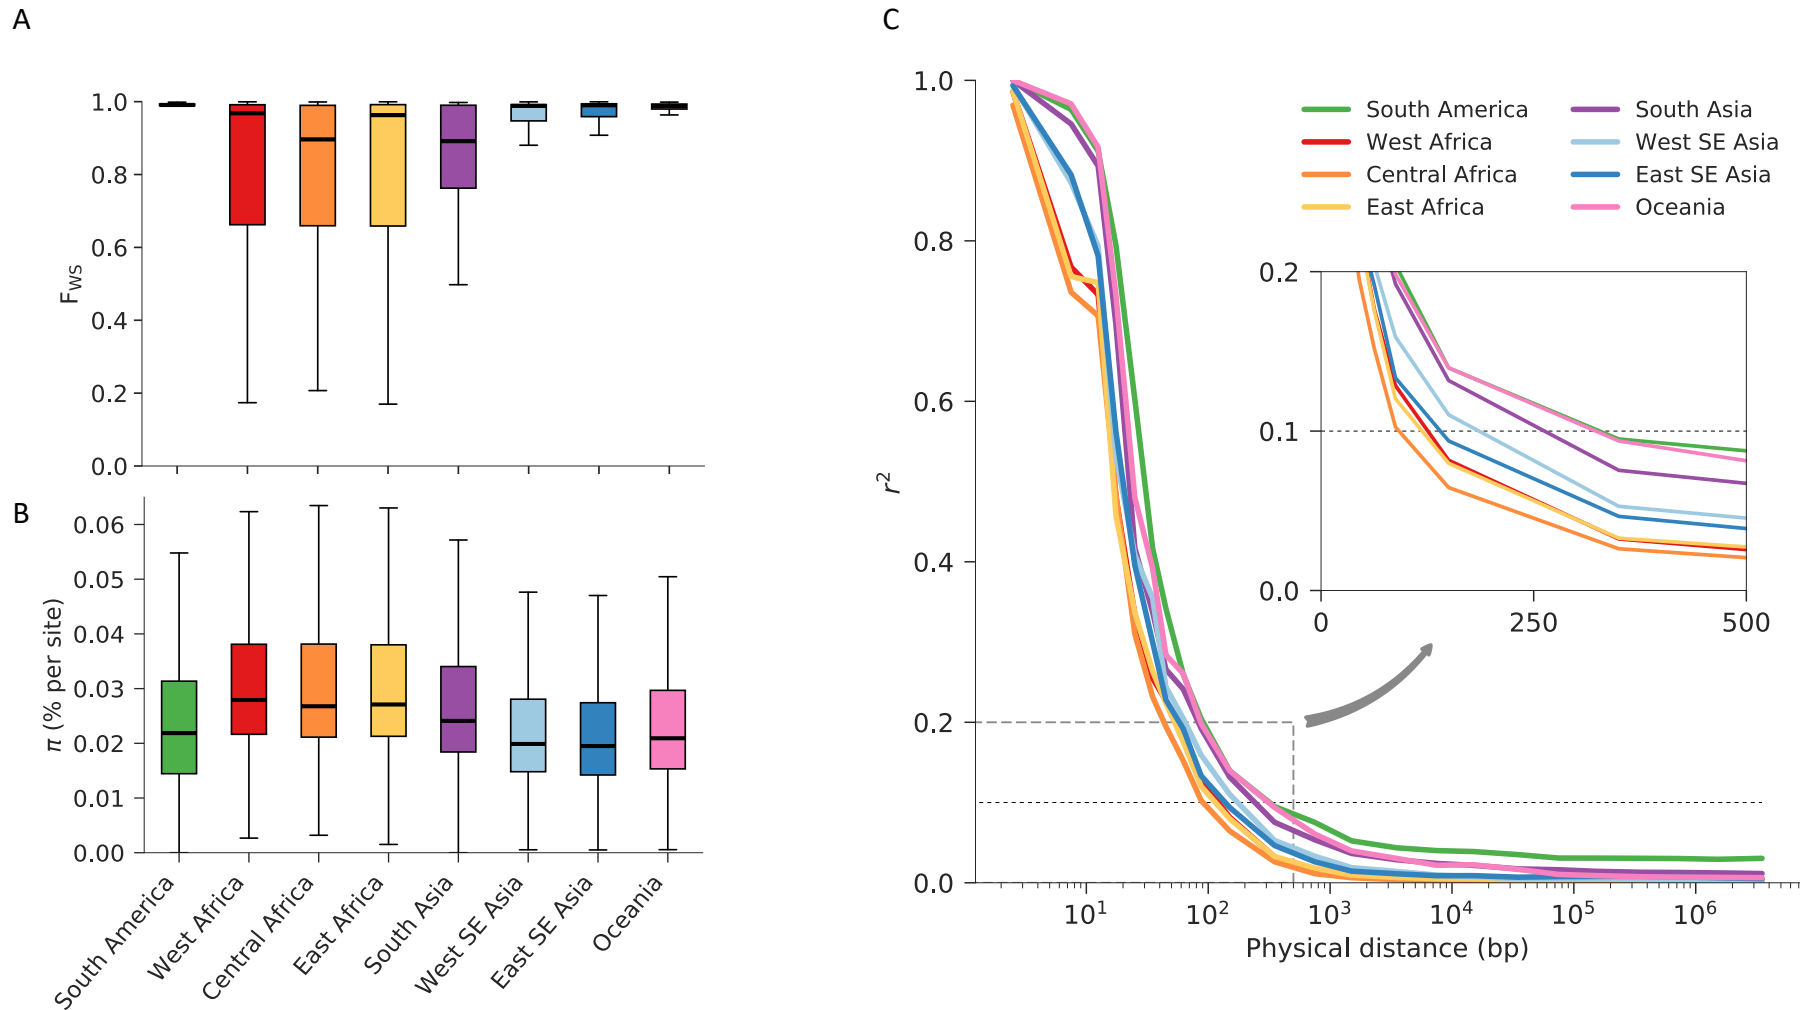 A
1.0
0.8
0.6
0.4
0.2
0.0
F_WS
B
0.06
0.05
0.04
0.03
0.02
0.01
0.00
π (% per site)
South America
West Africa
Central Africa
East Africa
South Asia
West SE Asia
East SE Asia
Oceania
C
1.0
0.8
0.6
0.4
0.2
0.0
r²
10¹
10²
10³
10⁴
10⁵
10⁶
Physical distance (bp)
South America
West Africa
Central Africa
East Africa
South Asia
West SE Asia
East SE Asia
Oceania
0.2
0.1
0.0
0
250
500